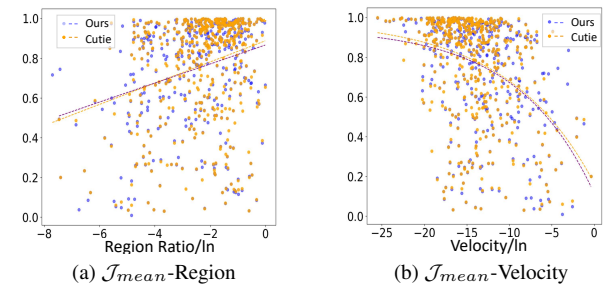 1.0
0.8
0.6
0.4
0.2
0.0
Ours
Cutie
−8 −6 −4 −2 0
Region Ratio/ln
(a) 𝒥mean-Region
1.0
0.8
0.6
0.4
0.2
0.0
Ours
Cutie
−25 −20 −15 −10 −5 0
Velocity/ln
(b) 𝒥mean-Velocity